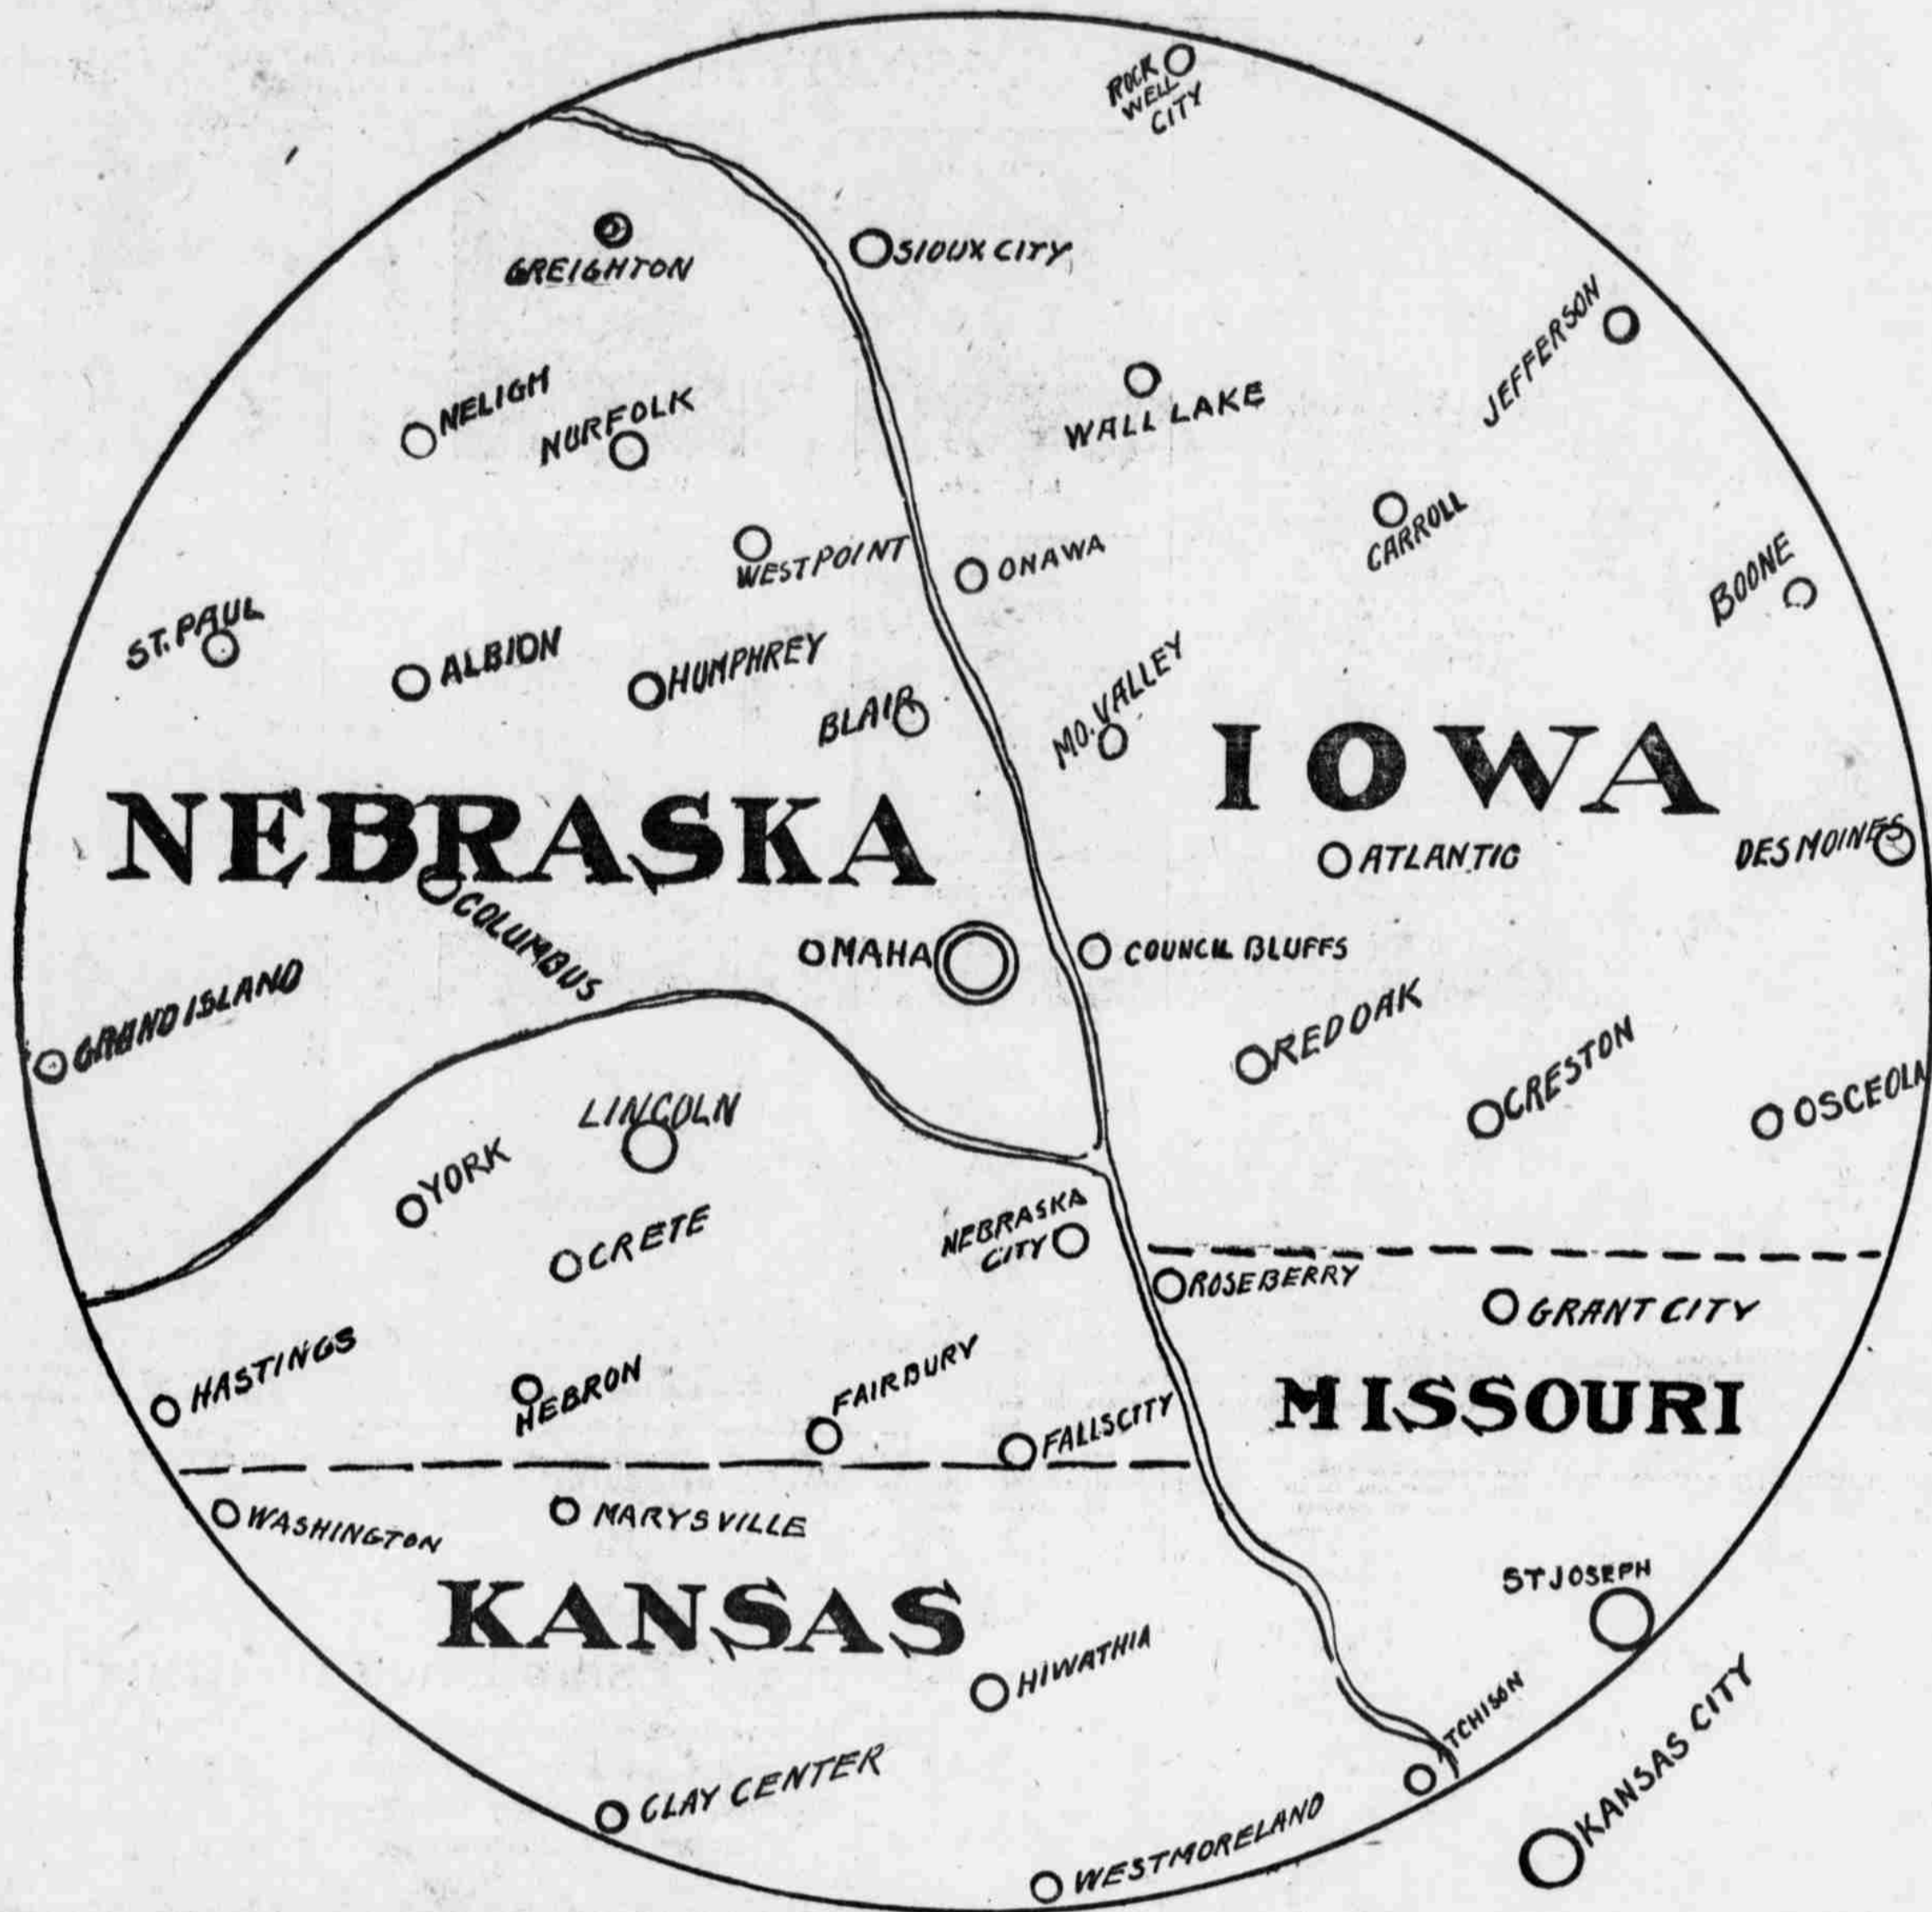 ROCK
WELL
CITY
GREIGHTON
SIOUX CITY
JEFFERSON
NELIGH
NURFOLK
WALL LAKE
CARROLL
WEST POINT
ONAWA
BOONE
ST. PAUL
ALBION
HUMPHREY
BLAIR
MO. VALLEY
IOWA
NEBRASKA
ATLANTIC
DES MOINES
COLUMBUS
OMAHA
COUNCIL BLUFFS
GRAND ISLAND
RED OAK
CRESTON
OSCEOLA
LINCOLN
YORK
CRETE
NEBRASKA
CITY
ROSEBERRY
GRANT CITY
HASTINGS
HEBRON
FAIRBURY
FALLS CITY
MISSOURI
WASHINGTON
MARYSVILLE
KANSAS
ST JOSEPH
HIWATHIA
ATCHISON
KANSAS CITY
CLAY CENTER
WESTMORELAND